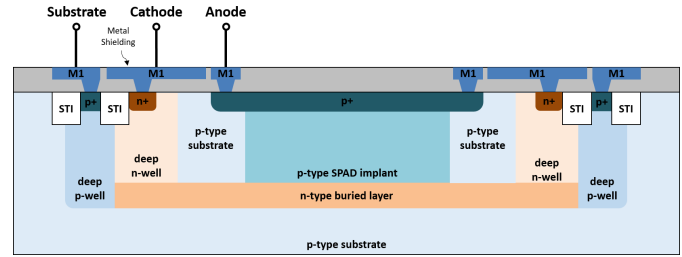 Substrate Cathode Anode
Metal
Shielding
M1 M1 M1 M1 M1 M1
STI p+ STI n+ p+ n+ STI p+ STI
p-type
substrate
p-type
substrate
deep
n-well
deep
n-well
p-type SPAD implant
deep
p-well
deep
p-well
n-type buried layer
p-type substrate